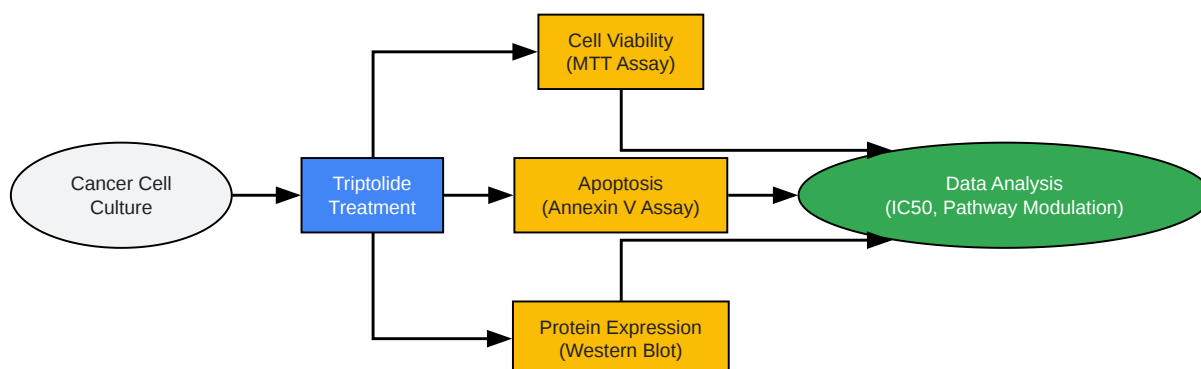 Cancer Cell
Culture
Triptolide
Treatment
Cell Viability
(MTT Assay)
Apoptosis
(Annexin V Assay)
Protein Expression
(Western Blot)
Data Analysis
(IC50, Pathway Modulation)